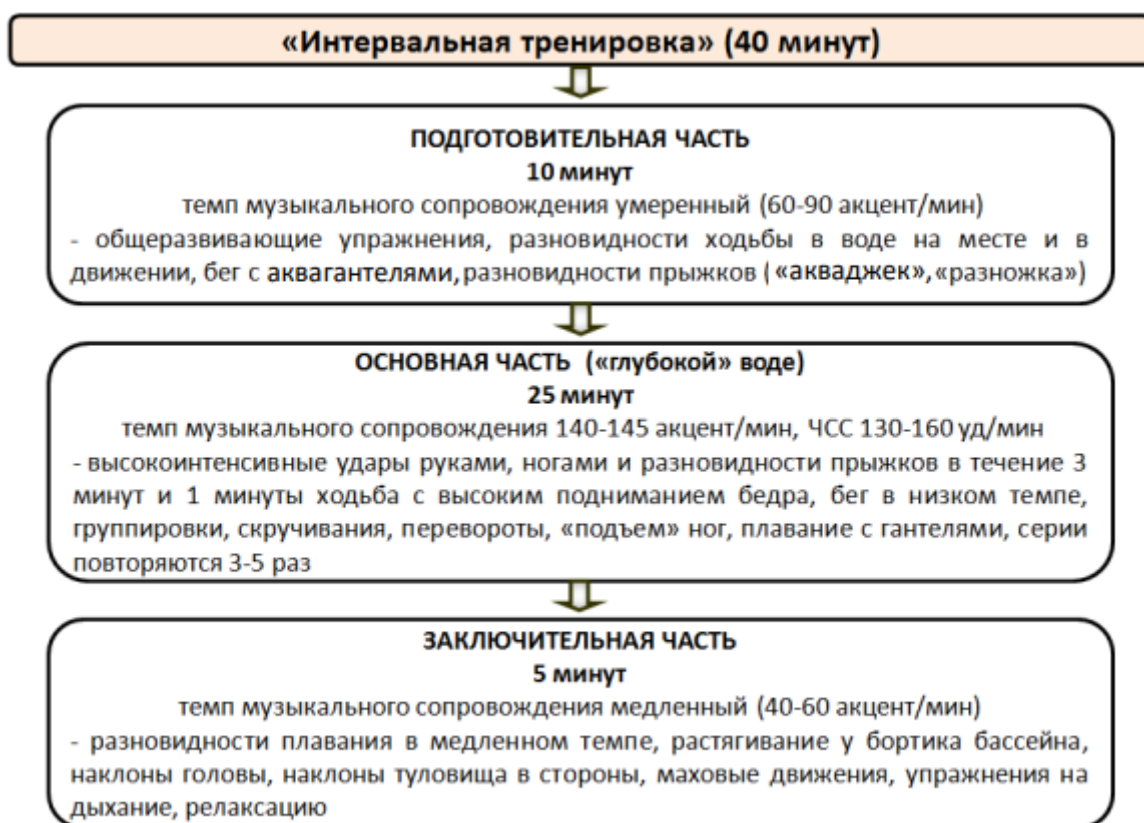 «Интервальная тренировка» (40 минут)
ПОДГОТОВИТЕЛЬНАЯ ЧАСТЬ
10 минут
темп музыкального сопровождения умеренный (60-90 акцент/мин)
- общеразвивающие упражнения, разновидности ходьбы в воде на месте и в
движении, бег с аквагантелями, разновидности прыжков ( «акваджек», «разножка»)
ОСНОВНАЯ ЧАСТЬ («глубокой» воде)
25 минут
темп музыкального сопровождения 140-145 акцент/мин, ЧСС 130-160 уд/мин
- высокоинтенсивные удары руками, ногами и разновидности прыжков в течение 3
минут и 1 минуты ходьба с высоким подниманием бедра, бег в низком темпе,
группировки, скручивания, перевороты, «подъем» ног, плавание с гантелями, серии
повторяются 3-5 раз
ЗАКЛЮЧИТЕЛЬНАЯ ЧАСТЬ
5 минут
темп музыкального сопровождения медленный (40-60 акцент/мин)
- разновидности плавания в медленном темпе, растягивание у бортика бассейна,
наклоны головы, наклоны туловища в стороны, маховые движения, упражнения на
дыхание, релаксацию